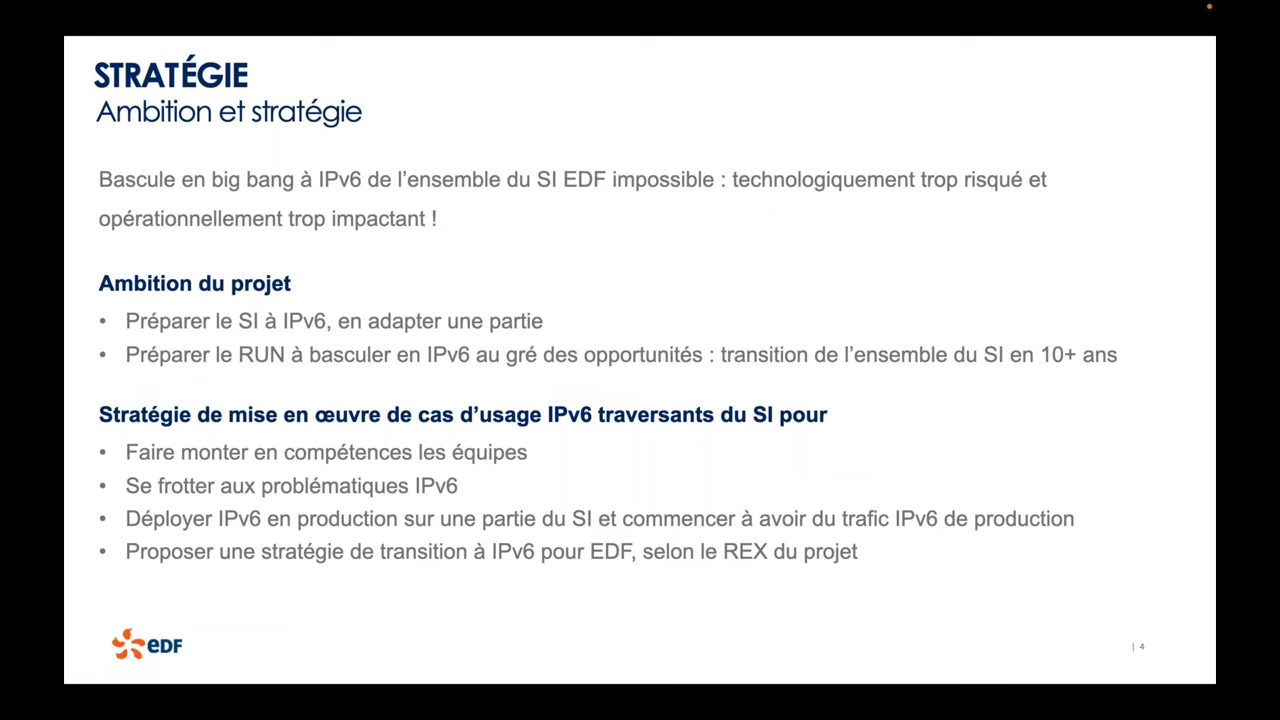 STRATÉGIE
Ambition et stratégie
Bascule en big bang à IPv6 de l’ensemble du SI EDF impossible : technologiquement trop risqué et
opérationnellement trop impactant !
Ambition du projet
• Préparer le SI à IPv6, en adapter une partie
• Préparer le RUN à basculer en IPv6 au gré des opportunités : transition de l’ensemble du SI en 10+ ans
Stratégie de mise en œuvre de cas d’usage IPv6 traversants du SI pour
• Faire monter en compétences les équipes
• Se frotter aux problématiques IPv6
• Déployer IPv6 en production sur une partie du SI et commencer à avoir du trafic IPv6 de production
• Proposer une stratégie de transition à IPv6 pour EDF, selon le REX du projet
eDF
| 4